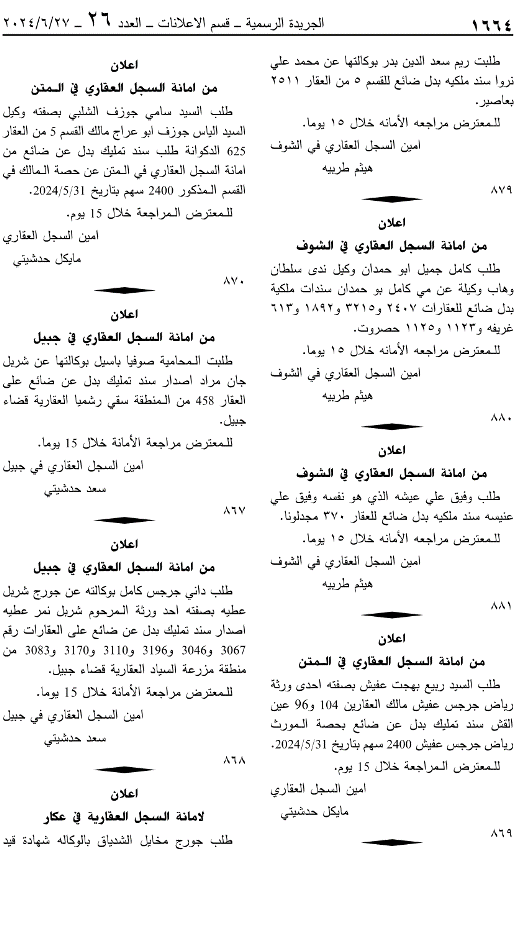 ١٦٦٤ الجريدة الرسمية ــ قسم الاعلانات ــ العدد ٢٦ ــ ٢٠٢٤/٦/٢٧
طلبت ريم سعد الدين بدر بوكالتها عن محمد علي
نروا سند ملكيه بدل ضائع للقسم ٥ من العقار ٢٥١١
بعاصير.
للمعترض مراجعه الأمانه خلال ١٥ يوما.
امين السجل العقاري في الشوف
هيثم طربيه
٨٧٩
اعلان
من امانة السجل العقاري في الشوف
طلب كامل جميل ابو حمدان وكيل ندى سلطان
وهاب وكيلة عن مي كامل بو حمدان سندات ملكية
بدل ضائع للعقارات ٢٤٠٧ و٣٢١٥ و١٨٩٢ و٦١٣
غريفه و١١٢٣ و١١٢٥ حصروت.
للمعترض مراجعه الأمانه خلال ١٥ يوما.
امين السجل العقاري في الشوف
هيثم طربيه
٨٨٠
اعلان
من امانة السجل العقاري في الشوف
طلب وفيق علي عيشه الذي هو نفسه وفيق علي
عنيسه سند ملكيه بدل ضائع للعقار ٣٧٠ مجدلونا.
للمعترض مراجعه الأمانه خلال ١٥ يوما.
امين السجل العقاري في الشوف
هيثم طربيه
٨٨١
اعلان
من امانة السجل العقاري في المتن
طلب السيد ربيع بهجت عفيش بصفته احدى ورثة
رياض جرجس عفيش مالك العقارين 104 و96 عين
القش سند تمليك بدل عن ضائع بحصة المورث
رياض جرجس عفيش 2400 سهم بتاريخ 2024/5/31.
للمعترض المراجعة خلال 15 يوم.
امين السجل العقاري
مايكل حدشيتي
٨٦٩
اعلان
من امانة السجل العقاري في المتن
طلب السيد سامي جوزف الشلبي بصفته وكيل
السيد الياس جوزف ابو عراج مالك القسم 5 من العقار
625 الدكوانة طلب سند تمليك بدل عن ضائع من
امانة السجل العقاري في المتن عن حصة المالك في
القسم المذكور 2400 سهم بتاريخ 2024/5/31.
للمعترض المراجعة خلال 15 يوم.
امين السجل العقاري
مايكل حدشيتي
٨٧٠
اعلان
من امانة السجل العقاري في جبيل
طلبت المحامية صوفيا باسيل بوكالتها عن شربل
جان مراد اصدار سند تمليك بدل عن ضائع على
العقار 458 من المنطقة سقي رشميا العقارية قضاء
جبيل.
للمعترض مراجعة الأمانة خلال 15 يوما.
امين السجل العقاري في جبيل
سعد حدشيتي
٨٦٧
اعلان
من امانة السجل العقاري في جبيل
طلب داني جرجس كامل بوكالته عن جورج شربل
عطيه بصفته احد ورثة المرحوم شربل نمر عطيه
اصدار سند تمليك بدل عن ضائع على العقارات رقم
3067 و3046 و3196 و3110 و3170 و3083 من
منطقة مزرعة السياد العقارية قضاء جبيل.
للمعترض مراجعة الأمانة خلال 15 يوما.
امين السجل العقاري في جبيل
سعد حدشيتي
٨٦٨
اعلان
لامانة السجل العقارية في عكار
طلب جورج مخايل الشدياق بالوكاله شهادة قيد